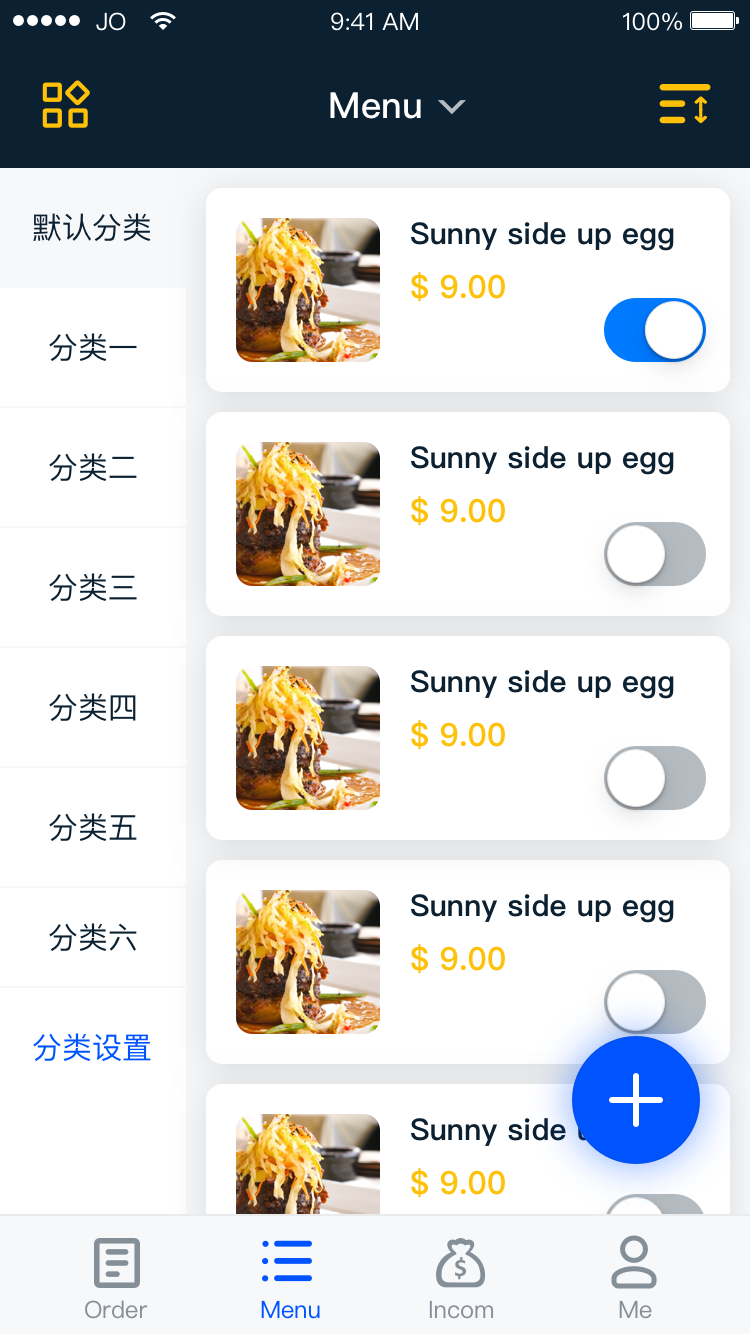 JO 9:41 AM 100%
Menu
默认分类
分类一
分类二
分类三
分类四
分类五
分类六
分类设置
Sunny side up egg
$ 9.00
Sunny side up egg
$ 9.00
Sunny side up egg
$ 9.00
Sunny side up egg
$ 9.00
Sunny side u
$ 9.00
Order Menu Incom Me